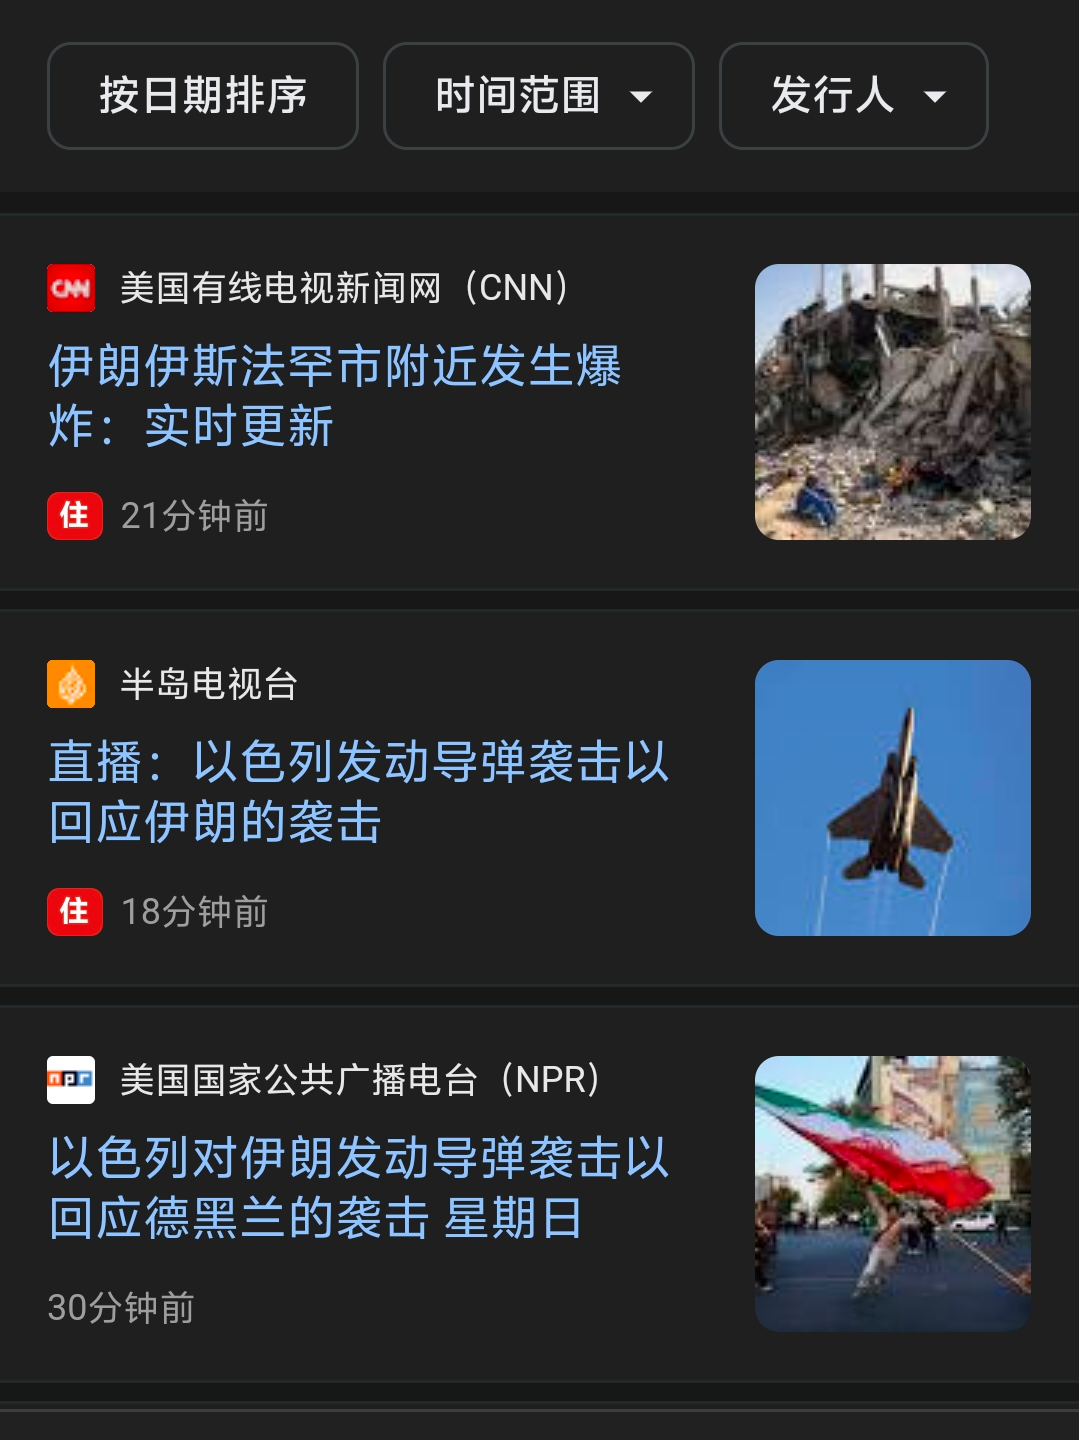 按日期排序
时间范围
发行人
CNN
美国有线电视新闻网（CNN）
伊朗伊斯法罕市附近发生爆
炸：实时更新
住 21分钟前
半岛电视台
直播：以色列发动导弹袭击以
回应伊朗的袭击
住 18分钟前
npr
美国国家公共广播电台（NPR）
以色列对伊朗发动导弹袭击以
回应德黑兰的袭击 星期日
30分钟前